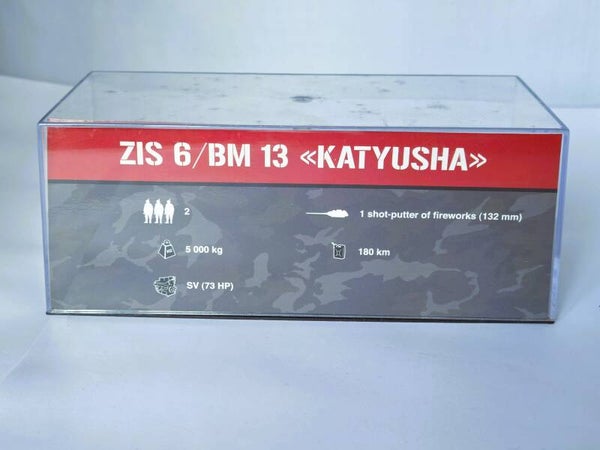 ZIS 6/BM 13 «KATYUSHA»
2
1 shot-putter of fireworks (132 mm)
5 000 kg
180 km
SV (73 HP)